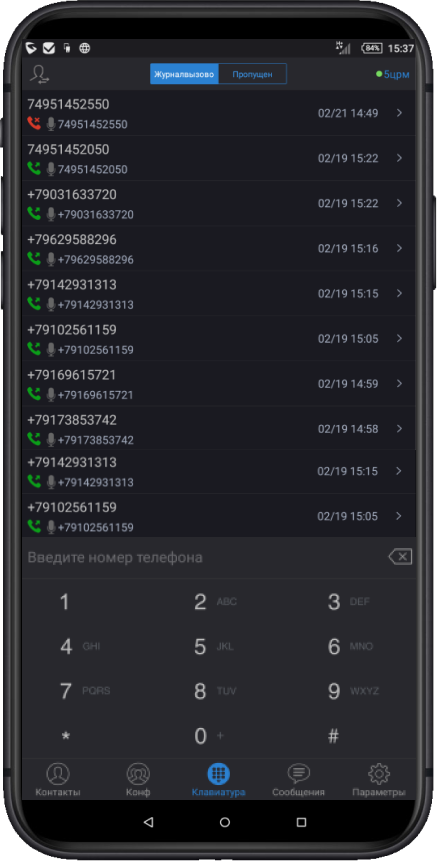 84% 15:37
Журналвызово Пропущен 5црм
74951452550
74951452550 02/21 14:49
74951452050
74951452050 02/19 15:22
+79031633720
+79031633720 02/19 15:22
+79629588296
+79629588296 02/19 15:16
+79142931313
+79142931313 02/19 15:15
+79102561159
+79102561159 02/19 15:05
+79169615721
+79169615721 02/19 14:59
+79173853742
+79173853742 02/19 14:58
+79142931313
+79142931313 02/19 15:15
+79102561159
+79102561159 02/19 15:05
Введите номер телефона
1 2 ABC 3 DEF
4 GHI 5 JKL 6 MNO
7 PQRS 8 TUV 9 WXYZ
* 0 + #
Контакты Конф Клавиатура Сообщения Параметры